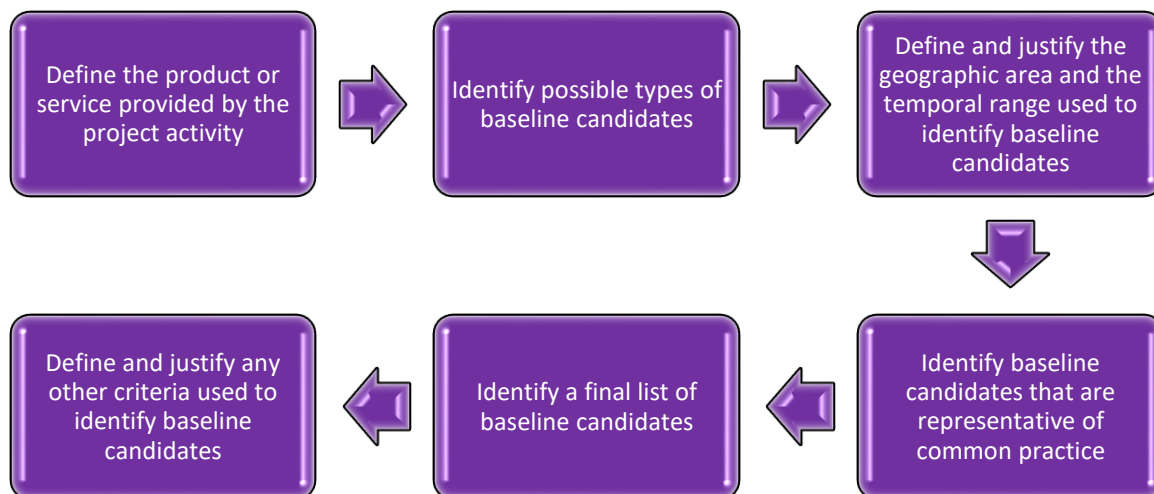 Define the product or
service provided by the
project activity
Identify possible types of
baseline candidates
Define and justify the
geographic area and the
temporal range used to
identify baseline
candidates
Identify baseline
candidates that are
representative of
common practice
Identify a final list of
baseline candidates
Define and justify any
other criteria used to
identify baseline
candidates